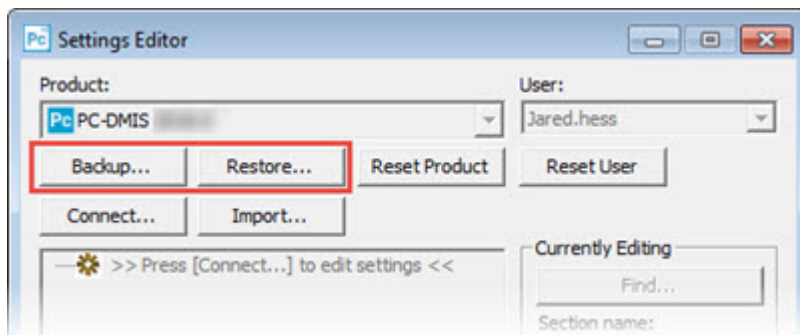 Pc Settings Editor
Product: User:
Pc PC-DMIS Jared.hess
Backup... Restore... Reset Product Reset User
Connect... Import...
Currently Editing
>> Press [Connect...] to edit settings <<
Find...
Section name: